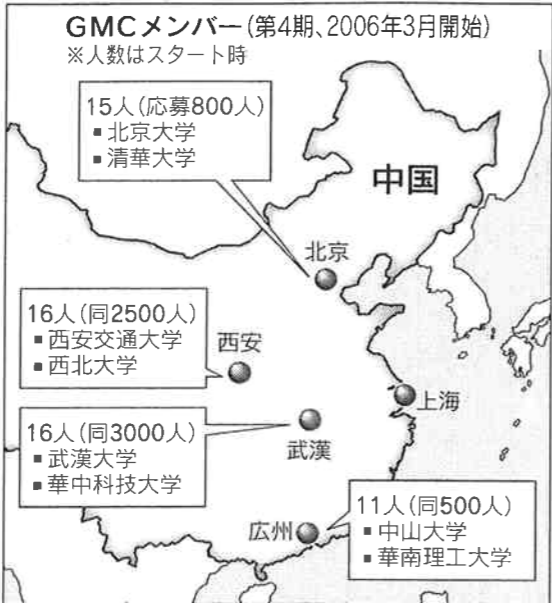 GMCメンバー(第4期、2006年3月開始)
※人数はスタート時
15人(応募800人)
▪北京大学
▪清華大学
中国
北京
16人(同2500人)
▪西安交通大学
▪西北大学
西安
上海
16人(同3000人)
▪武漢大学
▪華中科技大学
武漢
11人(同500人)
▪中山大学
▪華南理工大学
広州